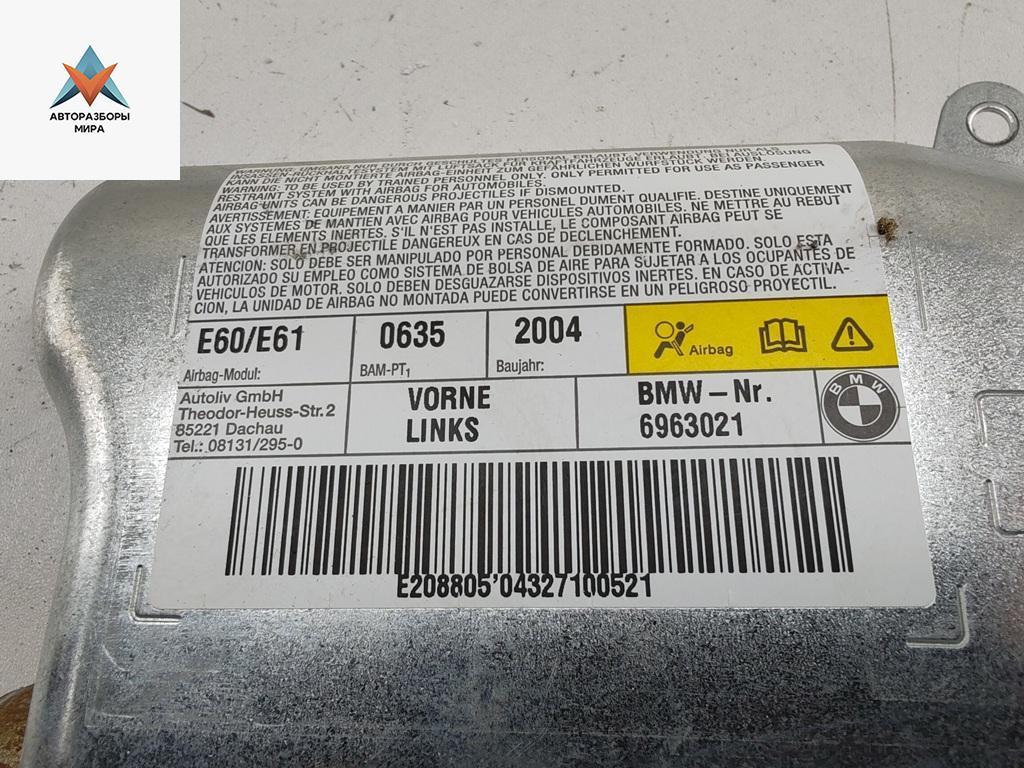 АВТОРАЗБОРЫ
МИРА
RESTRAINT SYSTEM WITH AIRBAG FOR AUTOMOBILES.
WARNING: TO BE USED BY TRAINED PERSONNEL ONLY. ONLY PERMITTED FOR USE AS PASSENGER
AIRBAG-UNITS CAN BE DANGEROUS PROJECTILES IF DISMOUNTED.
AVERTISSEMENT: EQUIPEMENT A MANIER PAR UN PERSONEL DUMENT QUALIFIE. DESTINE UNIQUEMENT
AUX SYSTEMES DE MANTIEN AVEC AIRBAG POUR VEHICULES AUTOMOBILES. NE METTRE AU REBUT
QUE LES ELEMENTS INERTES. S'IL N'EST PAS INSTALLE, LE COMPOSANT AIRBAG PEUT SE
TRANSFORMER EN PROJECTILE DANGEREUX EN CAS DE DECLENCHEMENT.
ATENCION: SOLO DEBE SER MANIPULADO POR PERSONAL DEBIDAMENTE FORMADO. SOLO ESTA
AUTORIZADO SU EMPLEO COMO SISTEMA DE BOLSA DE AIRE PARA SUJETAR A LOS OCUPANTES DE
VEHICULOS DE MOTOR. SOLO DEBEN DESGUAZARSE DISPOSITIVOS INERTES. EN CASO DE ACTIVA-
CION, LA UNIDAD DE AIRBAG NO MONTADA PUEDE CONVERTIRSE EN UN PELIGROSO PROYECTIL.
E60/E61 0635 2004 Airbag
Airbag-Modul: BAM-PT1 Baujahr:
Autoliv GmbH
Theodor-Heuss-Str.2
85221 Dachau
Tel.: 08131/295-0
VORNE
LINKS
BMW-Nr.
6963021
BMW
E208805'04327100521